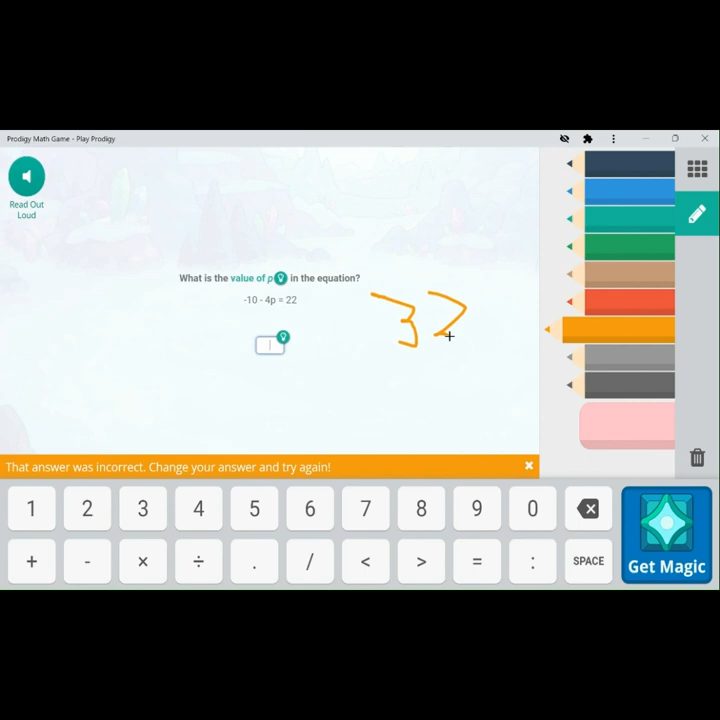 Prodigy Math Game - Play Prodigy
Read Out
Loud
What is the value of p in the equation?
-10 - 4p = 22
32
That answer was incorrect. Change your answer and try again!
1 2 3 4 5 6 7 8 9 0
+ - × ÷ . / < > = : SPACE
Get Magic